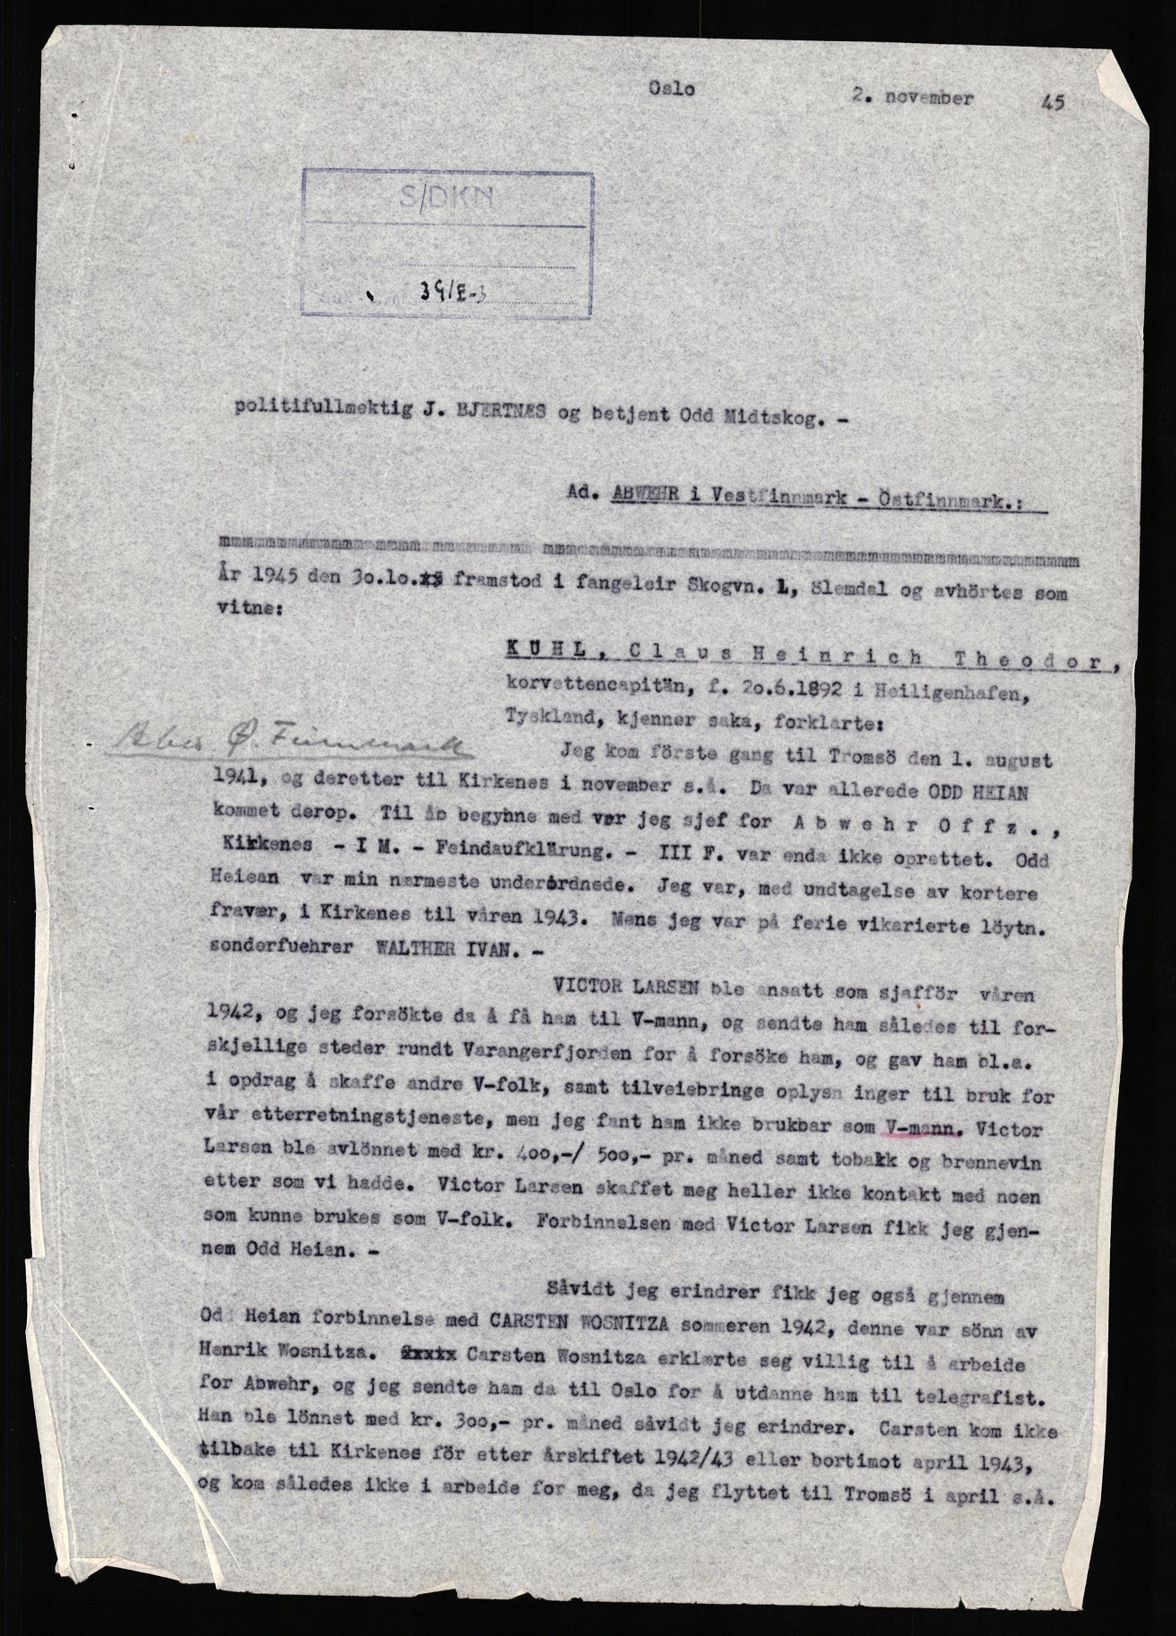 Oslo 2. november 45
S/DKN
39/E-3
politifullmektig J. BJERTNÆS og betjent Odd Midtskog. -
Ad. ABWEHR i Vestfinnmark - Östfinnmark.:
År 1945 den 3o.lo. framstod i fangeleir Skogvn. 1, Slemdal og avhörtes som
vitne:
KUHL, Claus Heinrich Theodor,
korvettencapitän, f. 2o.6.1892 i Heiligenhafen,
Tyskland, kjenner saka, forklarte:
Abw. Ø. Finnmark
Jeg kom förste gang til Tromsö den 1. august
1941, og deretter til Kirkenes i november s.å. Da var allerede ODD HEIAN
kommet derop. Til åb begyhne med var jeg sjef for Abwehr Offz.,
Kirkenes - I M. - Feindaufklärung. - III F. var enda ikke oprettet. Odd
Heiean var min nærmeste underordnede. Jeg var, med undtagelse av kortere
fravær, i Kirkenes til våren 1943. Mens jeg var på ferie vikarierte löytn.
sonderfuehrer WALTHER IVAN. -
VICTOR LARSEN ble ansatt som sjafför våren
1942, og jeg forsökte da å få ham til V-mann, og sendte ham således til for-
skjellige steder rundt Varangerfjorden for å forsöke ham, og gav ham bl.a.
i opdrag å skaffe andre V-folk, samt tilveiebringe oplysn inger til bruk for
vår etterretningstjeneste, men jeg fant ham ikke brukbar som V-mann. Victor
Larsen ble avlönnet med kr. 4oo,-/ 5oo,- pr. måned samt tobakk og brennevin
etter som vi hadde. Victor Larsen skaffet meg heller ikke kontakt med noen
som kunne brukes som V-folk. Forbinnelsen med Victor Larsen fikk jeg gjen-
nem Odd Heian. -
Såvidt jeg erindrer fikk jeg også gjennem
Odd Heian forbinnelse med CARSTEN WOSNITZA sommeren 1942, denne var sönn av
Henrik Wosnitza. Carsten Wosnitza erklærte seg villig til å arbeide
for Abwehr, og jeg sendte ham da til Oslo for å utdanne ham til telegrafist.
Han ble lönnet med kr. 3oo,- pr. måned såvidt jeg erindrer. Carsten kom ikke
tilbake til Kirkenes för etter årskiftet 1942/43 eller bortimot april 1943,
og kom således ikke i arbeide for meg, da jeg flyttet til Tromsö i april s.å.